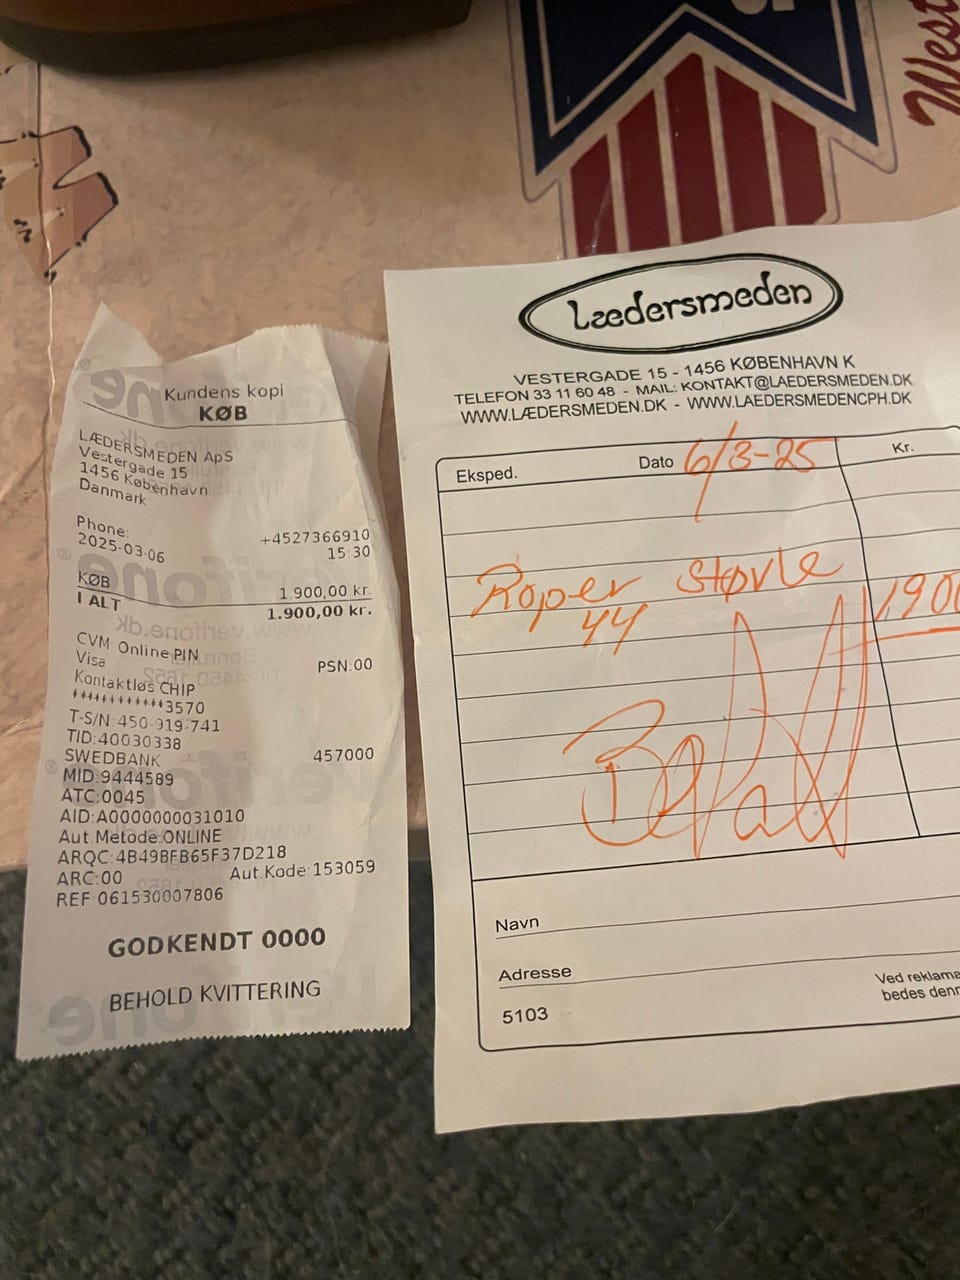 West
Kundens kopi
KØB
LÆDERSMEDEN ApS
Vestergade 15
1456 København
Danmark
Phone: +4527366910
2025-03-06 15:30
KØB 1.900,00 kr.
I ALT 1.900,00 kr.
CVM Online PIN
Visa PSN:00
Kontaktløs CHIP
************3570
T-S/N:450-919-741
TID:40030338
SWEDBANK 457000
MID:9444589
ATC:0045
AID:A0000000031010
Aut.Metode:ONLINE
ARQC:4B49BFB65F37D218
ARC:00 Aut.Kode:153059
REF:061530007806
GODKENDT 0000
BEHOLD KVITTERING
Lædersmeden
VESTERGADE 15 - 1456 KØBENHAVN K
TELEFON 33 11 60 48 - MAIL: KONTAKT@LAEDERSMEDEN.DK
WWW.LÆDERSMEDEN.DK - WWW.LAEDERSMEDENCPH.DK
Eksped. Dato 6/3-25 Kr.
Roper støvle 1900
44
Betalt
Navn
Adresse
5103
Ved reklama
bedes denn